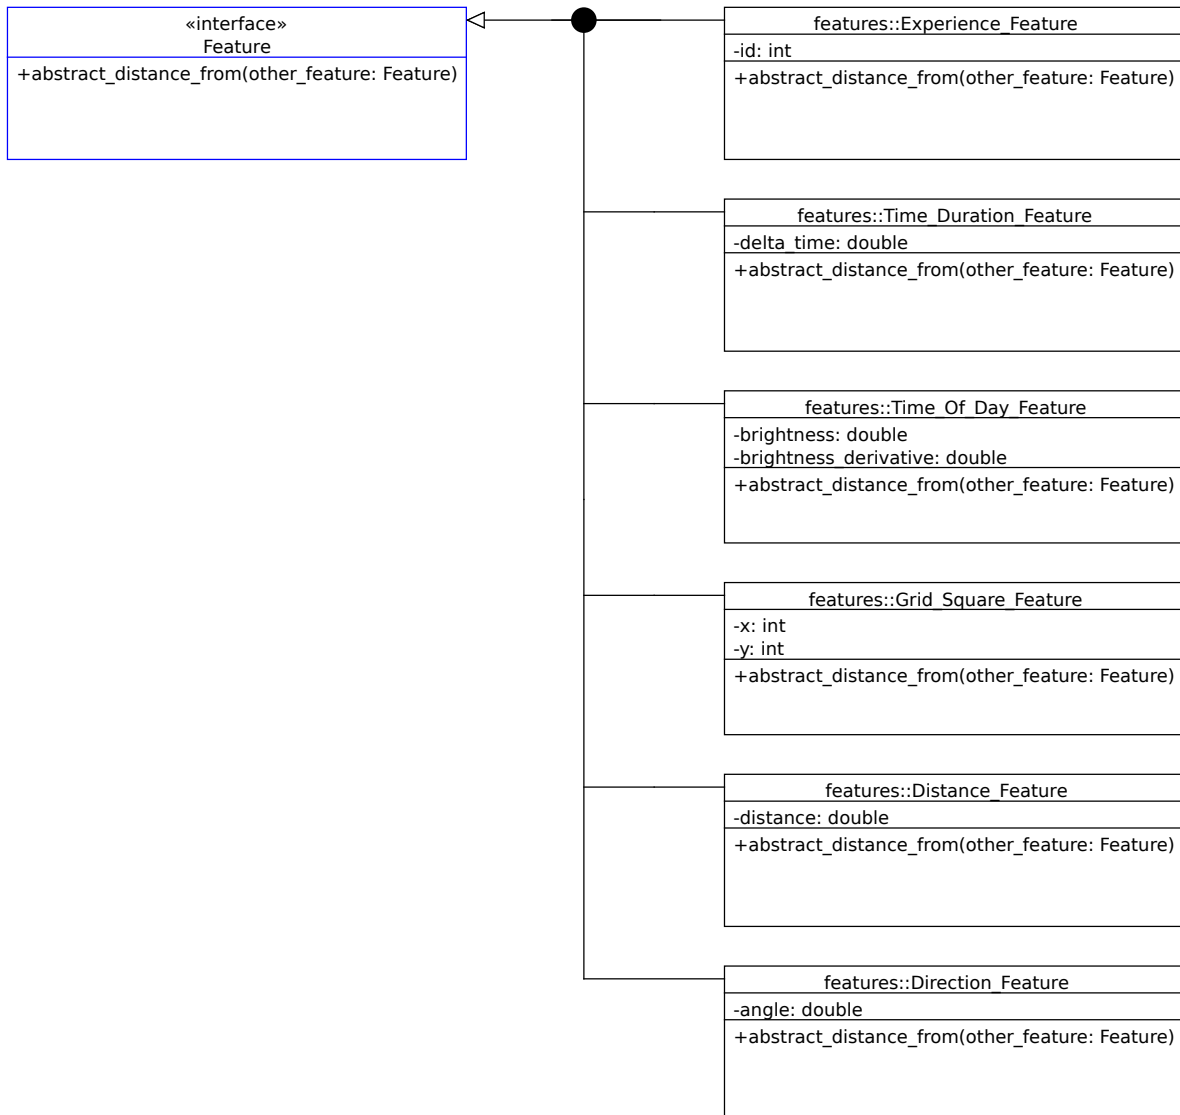 «interface»
Feature
+abstract_distance_from(other_feature: Feature)
features::Experience_Feature
-id: int
+abstract_distance_from(other_feature: Feature)
features::Time_Duration_Feature
-delta_time: double
+abstract_distance_from(other_feature: Feature)
features::Time_Of_Day_Feature
-brightness: double
-brightness_derivative: double
+abstract_distance_from(other_feature: Feature)
features::Grid_Square_Feature
-x: int
-y: int
+abstract_distance_from(other_feature: Feature)
features::Distance_Feature
-distance: double
+abstract_distance_from(other_feature: Feature)
features::Direction_Feature
-angle: double
+abstract_distance_from(other_feature: Feature)